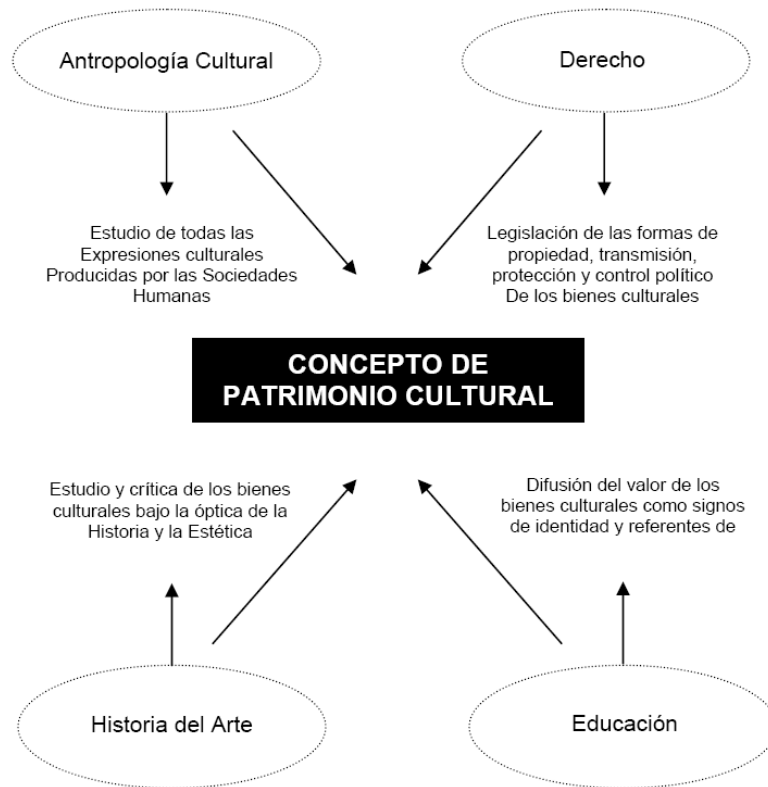 Antropología Cultural
Derecho
Estudio de todas las
Expresiones culturales
Producidas por las Sociedades
Humanas
Legislación de las formas de
propiedad, transmisión,
protección y control político
De los bienes culturales
CONCEPTO DE
PATRIMONIO CULTURAL
Estudio y crítica de los bienes
culturales bajo la óptica de la
Historia y la Estética
Difusión del valor de los
bienes culturales como signos
de identidad y referentes de
Historia del Arte
Educación